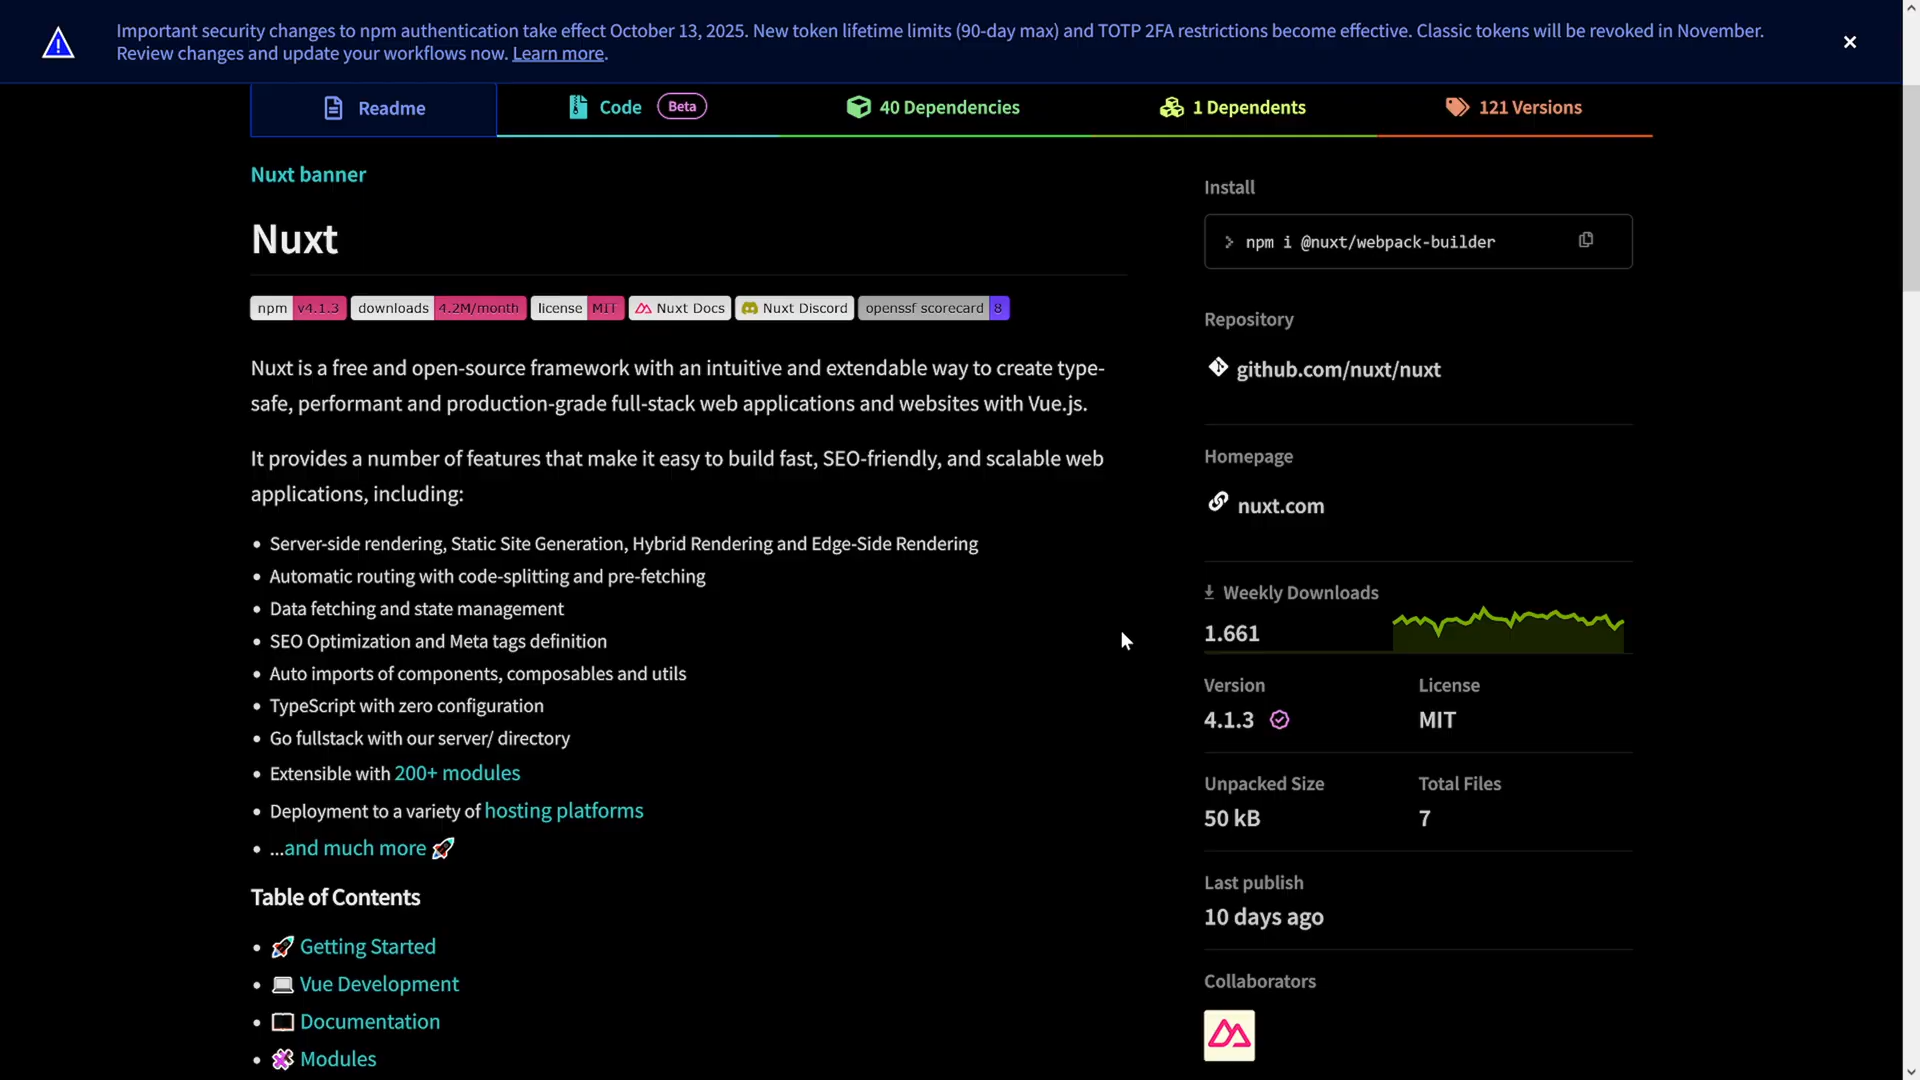 Important security changes to npm authentication take effect October 13, 2025. New token lifetime limits (90-day max) and TOTP 2FA restrictions become effective. Classic tokens will be revoked in November.
Review changes and update your workflows now. Learn more.
Readme
Code
Beta
40 Dependencies
1 Dependents
121 Versions
Nuxt banner
Nuxt
npm v4.1.3
downloads 4.2M/month
license MIT
Nuxt Docs
Nuxt Discord
openssf scorecard 8
Nuxt is a free and open-source framework with an intuitive and extendable way to create type-
safe, performant and production-grade full-stack web applications and websites with Vue.js.
It provides a number of features that make it easy to build fast, SEO-friendly, and scalable web
applications, including:
• Server-side rendering, Static Site Generation, Hybrid Rendering and Edge-Side Rendering
• Automatic routing with code-splitting and pre-fetching
• Data fetching and state management
• SEO Optimization and Meta tags definition
• Auto imports of components, composables and utils
• TypeScript with zero configuration
• Go fullstack with our server/ directory
• Extensible with 200+ modules
• Deployment to a variety of hosting platforms
• ...and much more 🚀
Table of Contents
• 🚀 Getting Started
• 💻 Vue Development
• 📖 Documentation
• 🧩 Modules
Install
npm i @nuxt/webpack-builder
Repository
github.com/nuxt/nuxt
Homepage
nuxt.com
Weekly Downloads
1.661
Version
4.1.3
License
MIT
Unpacked Size
50 kB
Total Files
7
Last publish
10 days ago
Collaborators